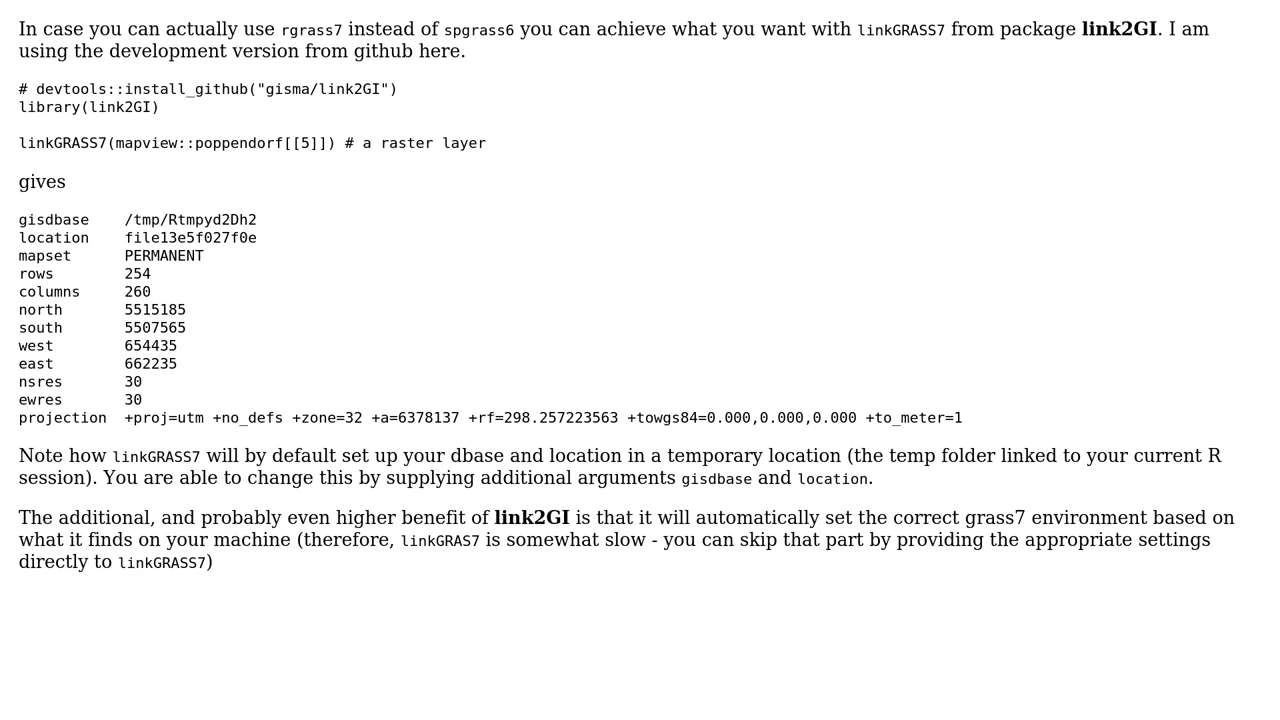 In case you can actually use rgrass7 instead of spgrass6 you can achieve what you want with linkGRASS7 from package link2GI. I am
using the development version from github here.
# devtools::install_github("gisma/link2GI")
library(link2GI)
linkGRASS7(mapview::poppendorf[[5]]) # a raster layer
gives
gisdbase    /tmp/Rtmpyd2Dh2
location    file13e5f027f0e
mapset      PERMANENT
rows        254
columns     260
north       5515185
south       5507565
west        654435
east        662235
nsres       30
ewres       30
projection  +proj=utm +no_defs +zone=32 +a=6378137 +rf=298.257223563 +towgs84=0.000,0.000,0.000 +to_meter=1
Note how linkGRASS7 will by default set up your dbase and location in a temporary location (the temp folder linked to your current R
session). You are able to change this by supplying additional arguments gisdbase and location.
The additional, and probably even higher benefit of link2GI is that it will automatically set the correct grass7 environment based on
what it finds on your machine (therefore, linkGRAS7 is somewhat slow - you can skip that part by providing the appropriate settings
directly to linkGRASS7)